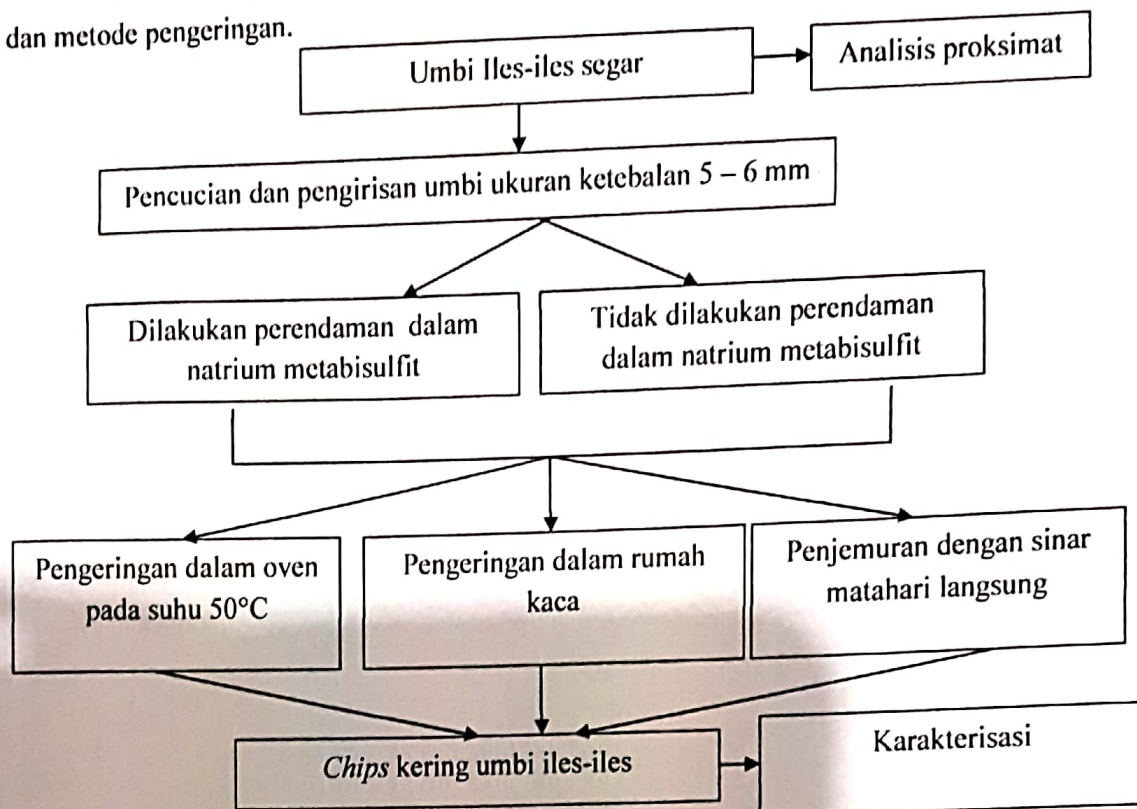 dan metode pengeringan.
Umbi Iles-iles segar
Analisis proksimat
Pencucian dan pengirisan umbi ukuran ketebalan 5 – 6 mm
Dilakukan perendaman dalam
natrium metabisulfit
Tidak dilakukan perendaman
dalam natrium metabisulfit
Pengeringan dalam oven
pada suhu 50°C
Pengeringan dalam rumah
kaca
Penjemuran dengan sinar
matahari langsung
Chips kering umbi iles-iles
Karakterisasi